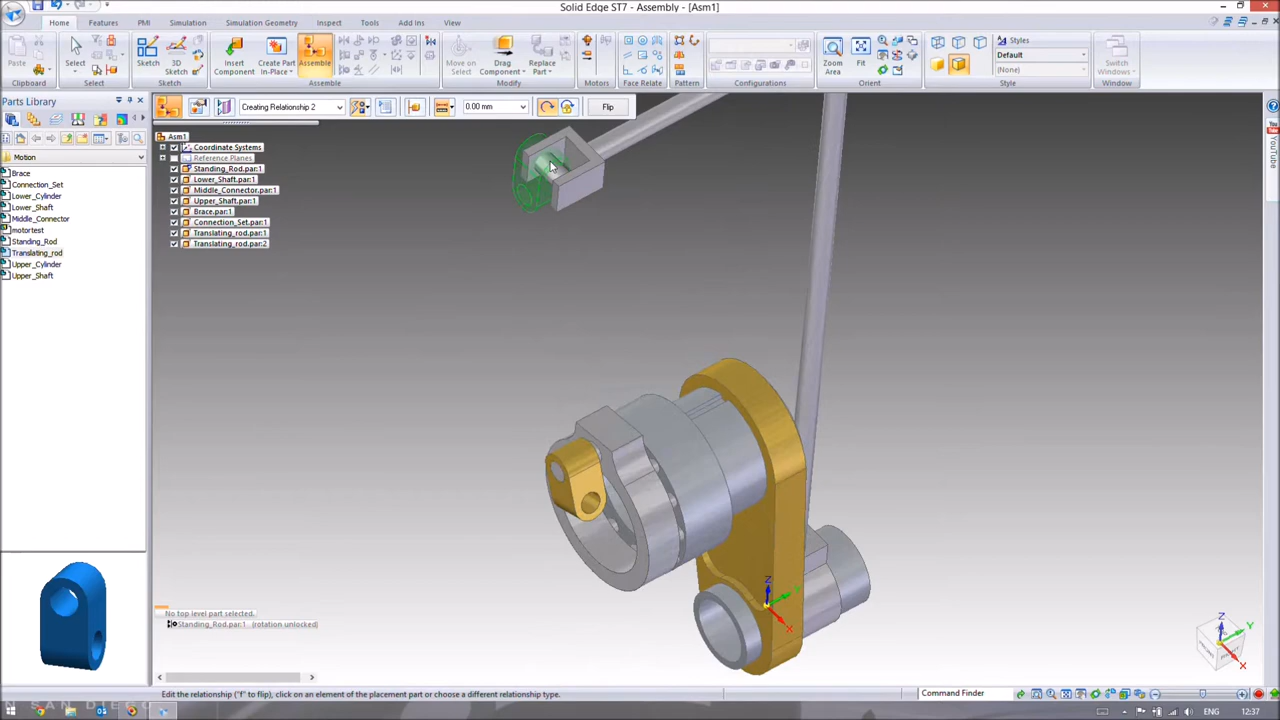 Solid Edge ST7 - Assembly - [Asm1]
Home Features PMI Simulation Simulation Geometry Inspect Tools Add Ins View
Paste Select Sketch 3D Sketch Insert Component Create Part In-Place Assemble Move on Select Drag Component Replace Part Zoom Area Fit Styles Default (None) Switch Windows
Clipboard Select Sketch Assemble Modify Face Relate Motors Pattern Configurations Orient Style Window
Parts Library
Creating Relationship 2 0.00 mm Flip
Motion
Brace
Connection_Set
Lower_Cylinder
Lower_Shaft
Middle_Connector
motortest
Standing_Rod
Translating_rod
Upper_Cylinder
Upper_Shaft
Asm1
Coordinate Systems
Reference Planes
Standing_Rod.par:1
Lower_Shaft.par:1
Middle_Connector.par:1
Upper_Shaft.par:1
Brace.par:1
Connection_Set.par:1
Translating_rod.par:1
Translating_rod.par:2
You Tube
Z
Y
X
Z
Y
X
No top level part selected.
Standing_Rod.par:1 (rotation unlocked)
Edit the relationship ("f" to flip), click on an element of the placement part or choose a different relationship type.
Command Finder
N SAN DIEGO
ENG 12:37